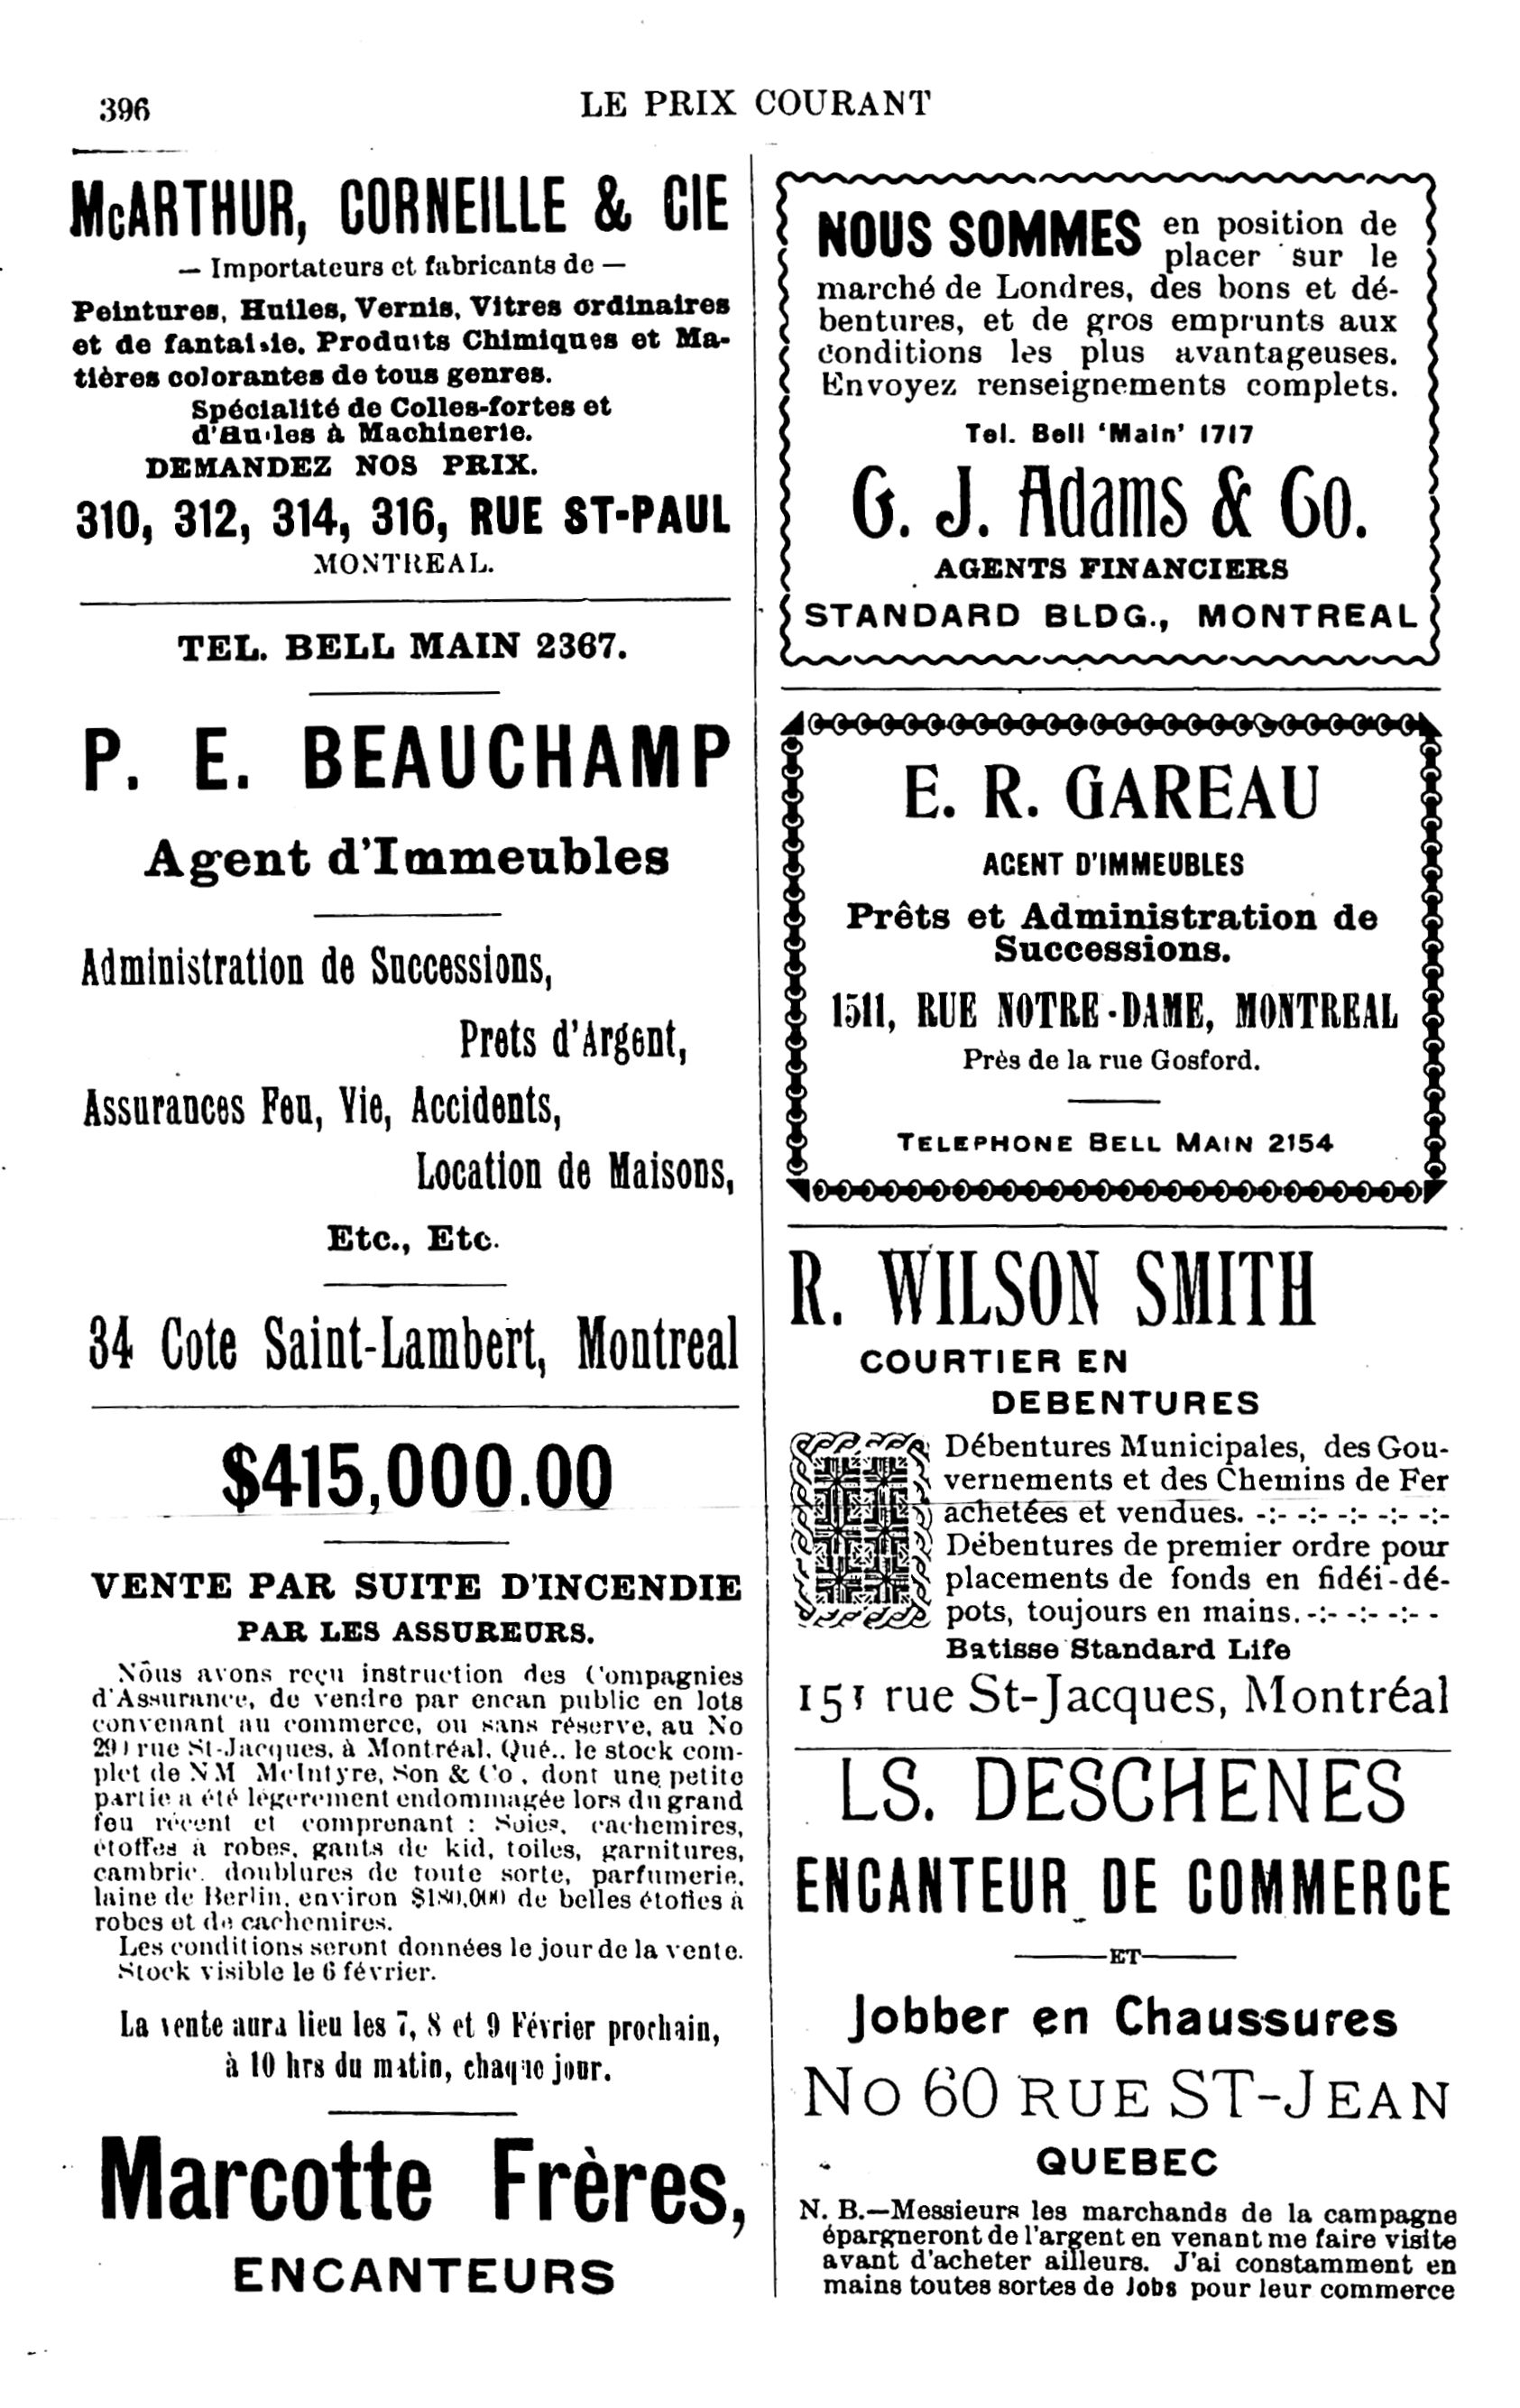 396
LE PRIX COURANT
McARTHUR, CORNEILLE & CIE
— Importateurs et fabricants de —
Peintures, Huiles, Vernis, Vitres ordinaires
et de fantaisie. Produits Chimiques et Ma-
tières colorantes de tous genres.
Spécialité de Colles-fortes et
d'Huiles à Machinerie.
DEMANDEZ NOS PRIX.
310, 312, 314, 316, RUE ST-PAUL
MONTREAL.
TEL. BELL MAIN 2367.
P. E. BEAUCHAMP
Agent d'Immeubles
Administration de Successions,
Prets d'Argent,
Assurances Feu, Vie, Accidents,
Location de Maisons,
Etc., Etc.
34 Cote Saint-Lambert, Montreal
$415,000.00
VENTE PAR SUITE D'INCENDIE
PAR LES ASSUREURS.
Nous avons reçu instruction des Compagnies
d'Assurance, de vendre par encan public en lots
convenant au commerce, ou sans réserve, au No
rue St-Jacques, à Montréal, Qué., le stock com-
plet de N M McIntyre, Son & Co, dont une petite
partie a été légèrement endommagée lors du grand
feu récent et comprenant : Soies, cachemires,
étoffes à robes, gants de kid, toiles, garnitures,
cambric, doublures de toute sorte, parfumerie,
laine de Berlin, environ $180,000 de belles étoffes à
robes et de cachemires.
Les conditions seront données le jour de la vente.
Stock visible le 6 février.
La vente aura lieu les 7, 8 et 9 Février prochain,
à 10 hrs du matin, chaque jour.
Marcotte Frères,
ENCANTEURS
NOUS SOMMES en position de
placer sur le
marché de Londres, des bons et dé-
bentures, et de gros emprunts aux
conditions les plus avantageuses.
Envoyez renseignements complets.
Tel. Bell 'Main' 1717
G. J. Adams & Co.
AGENTS FINANCIERS
STANDARD BLDG., MONTREAL
E. R. GAREAU
AGENT D'IMMEUBLES
Prêts et Administration de
Successions.
1511, RUE NOTRE-DAME, MONTREAL
Près de la rue Gosford.
TELEPHONE BELL MAIN 2154
R. WILSON SMITH
COURTIER EN
DEBENTURES
Débentures Municipales, des Gou-
vernements et des Chemins de Fer
achetées et vendues. -:- -:- -:- -:- -:-
Débentures de premier ordre pour
placements de fonds en fidéi-dé-
pots, toujours en mains. -:- -:- -:- -
Batisse Standard Life
151 rue St-Jacques, Montréal
LS. DESCHENES
ENCANTEUR DE COMMERCE
—ET—
Jobber en Chaussures
No 60 RUE ST-JEAN
QUEBEC
N. B.—Messieurs les marchands de la campagne
épargneront de l'argent en venant me faire visite
avant d'acheter ailleurs. J'ai constamment en
mains toutes sortes de Jobs pour leur commerce